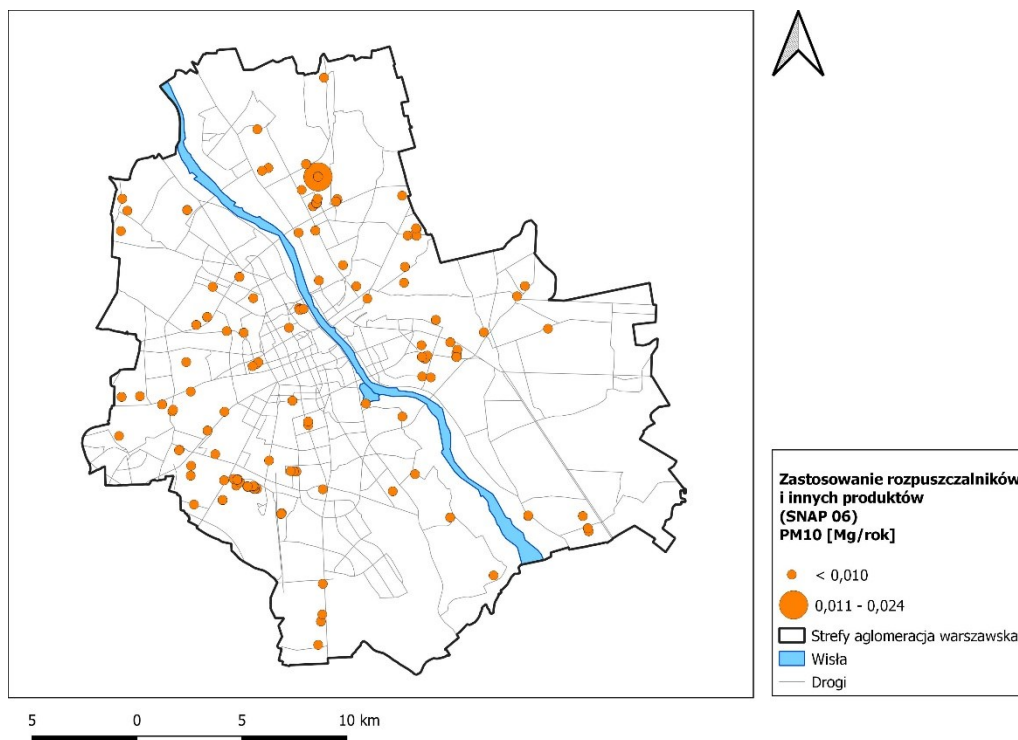 Zastosowanie rozpuszczalników
i innych produktów
(SNAP 06)
PM10 [Mg/rok]
< 0,010
0,011 - 0,024
Strefy aglomeracja warszawska
Wisła
Drogi
5 0 5 10 km